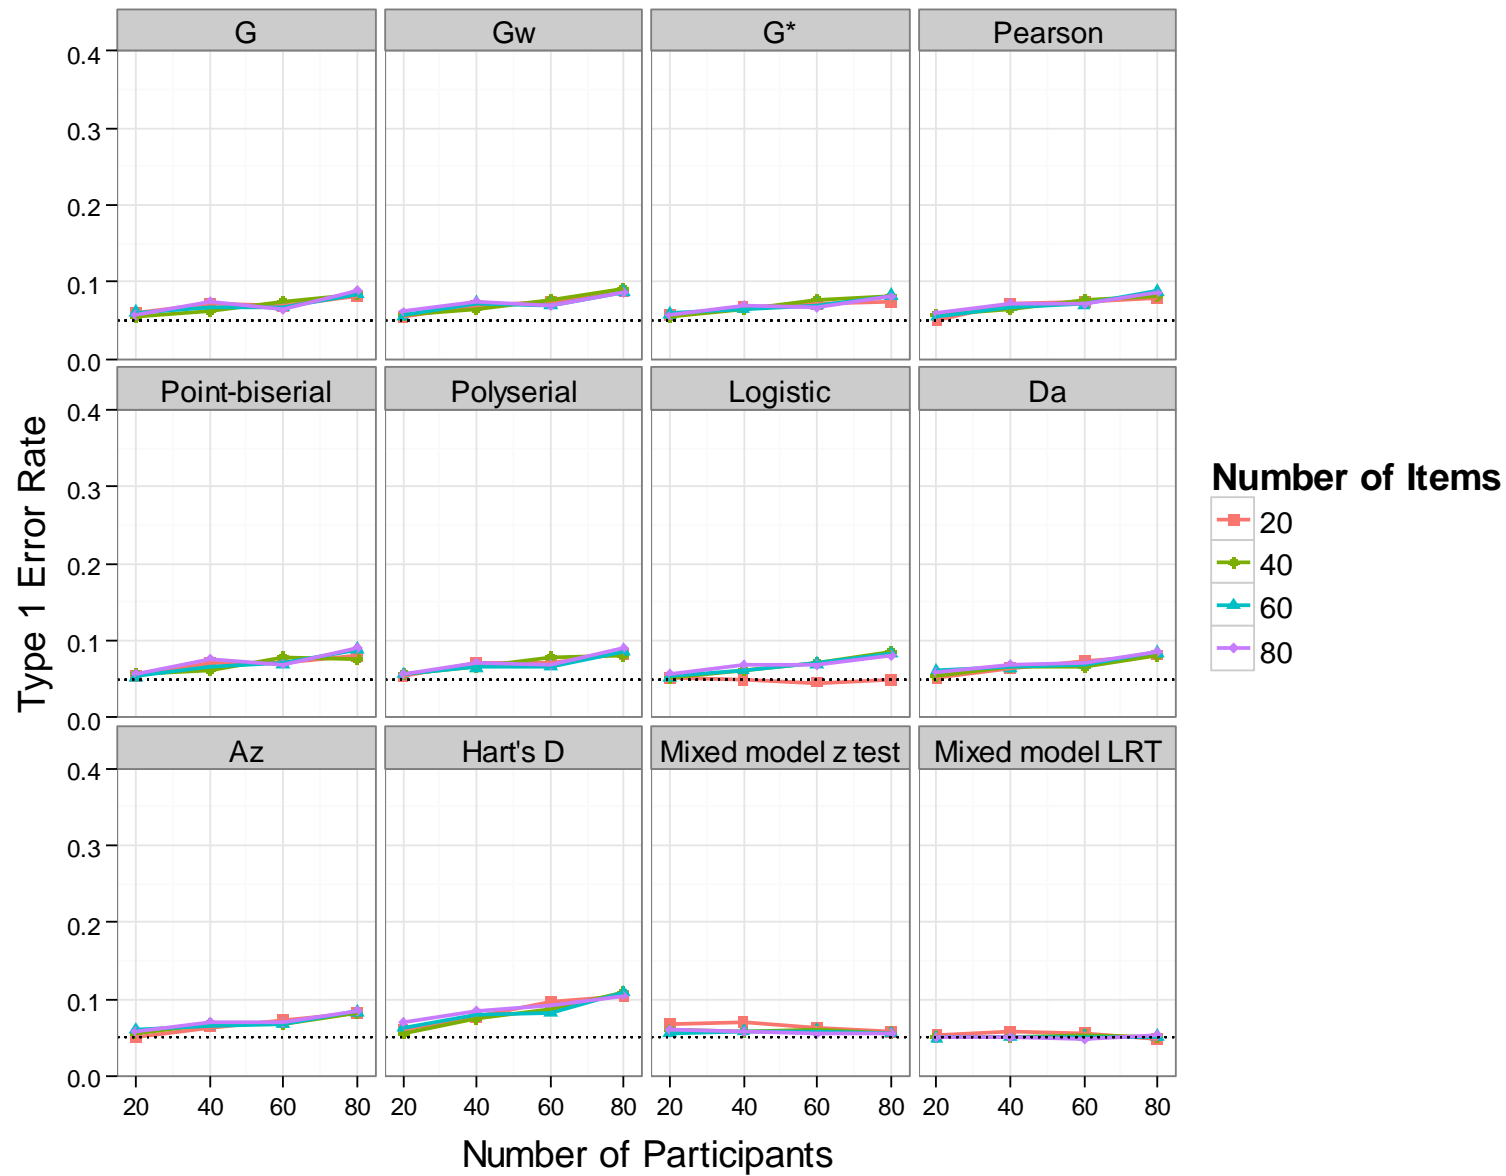 G
Gw
G*
Pearson
0.4
0.3
0.2
0.1
0.0
Point-biserial
Polyserial
Logistic
Da
0.4
0.3
0.2
0.1
0.0
Az
Hart's D
Mixed model z test
Mixed model LRT
0.4
0.3
0.2
0.1
0.0
20 40 60 80
20 40 60 80
20 40 60 80
20 40 60 80
Type 1 Error Rate
Number of Participants
Number of Items
20
40
60
80